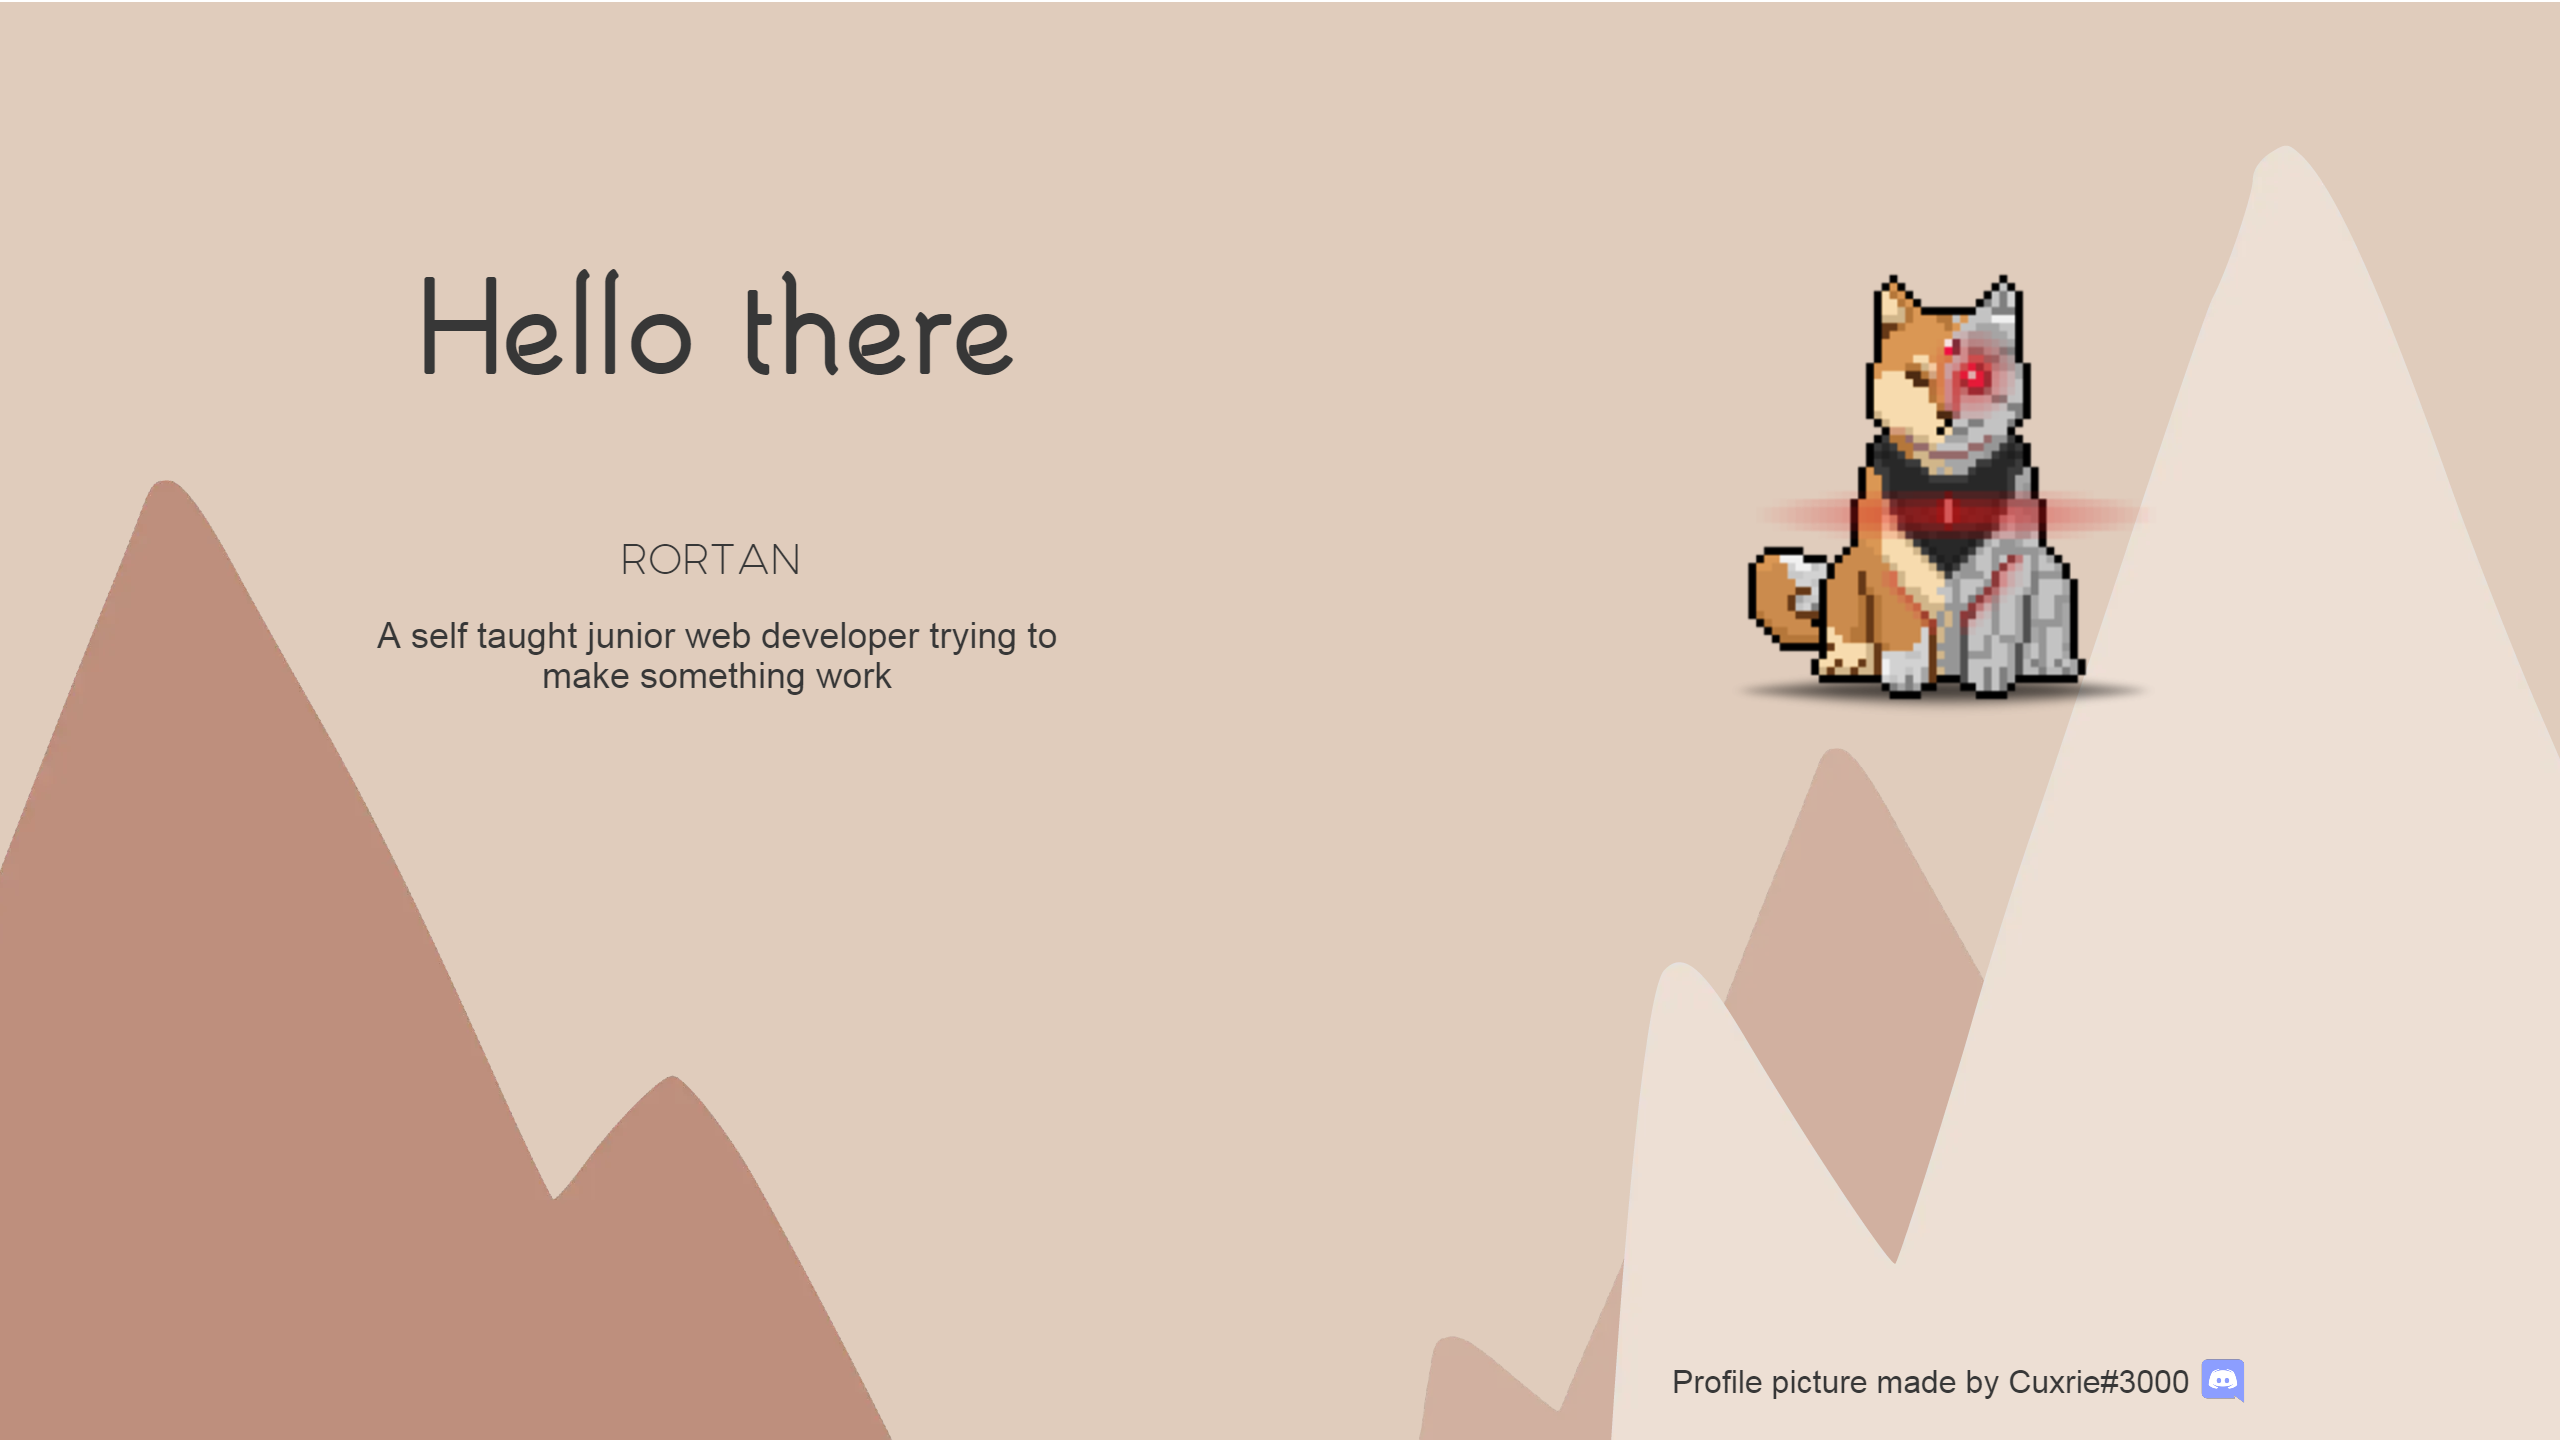 Hello there
RORTAN
A self taught junior web developer trying to
make something work
Profile picture made by Cuxrie#3000